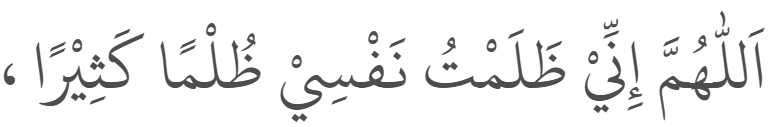 اَللّٰهُمَّ إِنِّيْ ظَلَمْتُ نَفْسِيْ ظُلْمًا كَثِيْرًا ،